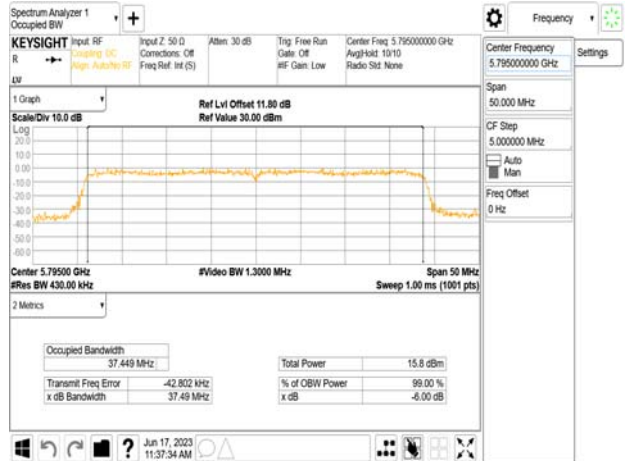 Spectrum Analyzer 1
Occupied BW
+
Frequency
KEYSIGHT
R
Input: RF
Coupling: DC
Align: Auto/No RF
Input Z: 50 Ω
Corrections: Off
Freq Ref: Int (S)
Atten: 30 dB
Trig: Free Run
Gate: Off
#IF Gain: Low
Center Freq: 5.795000000 GHz
Avg|Hold: 10/10
Radio Std: None
Center Frequency
5.795000000 GHz
Settings
Span
50.000 MHz
CF Step
5.000000 MHz
Auto
Man
Freq Offset
0 Hz
1 Graph
Scale/Div 10.0 dB
Ref Lvl Offset 11.80 dB
Ref Value 30.00 dBm
Log
20.0
10.0
0.00
-10.0
-20.0
-30.0
-40.0
-50.0
-60.0
Center 5.79500 GHz
#Res BW 430.00 kHz
#Video BW 1.3000 MHz
Span 50 MHz
Sweep 1.00 ms (1001 pts)
2 Metrics
Occupied Bandwidth
37.449 MHz
Total Power 15.8 dBm
Transmit Freq Error -42.802 kHz
% of OBW Power 99.00 %
x dB Bandwidth 37.49 MHz
x dB -6.00 dB
?
Jun 17, 2023
11:37:34 AM